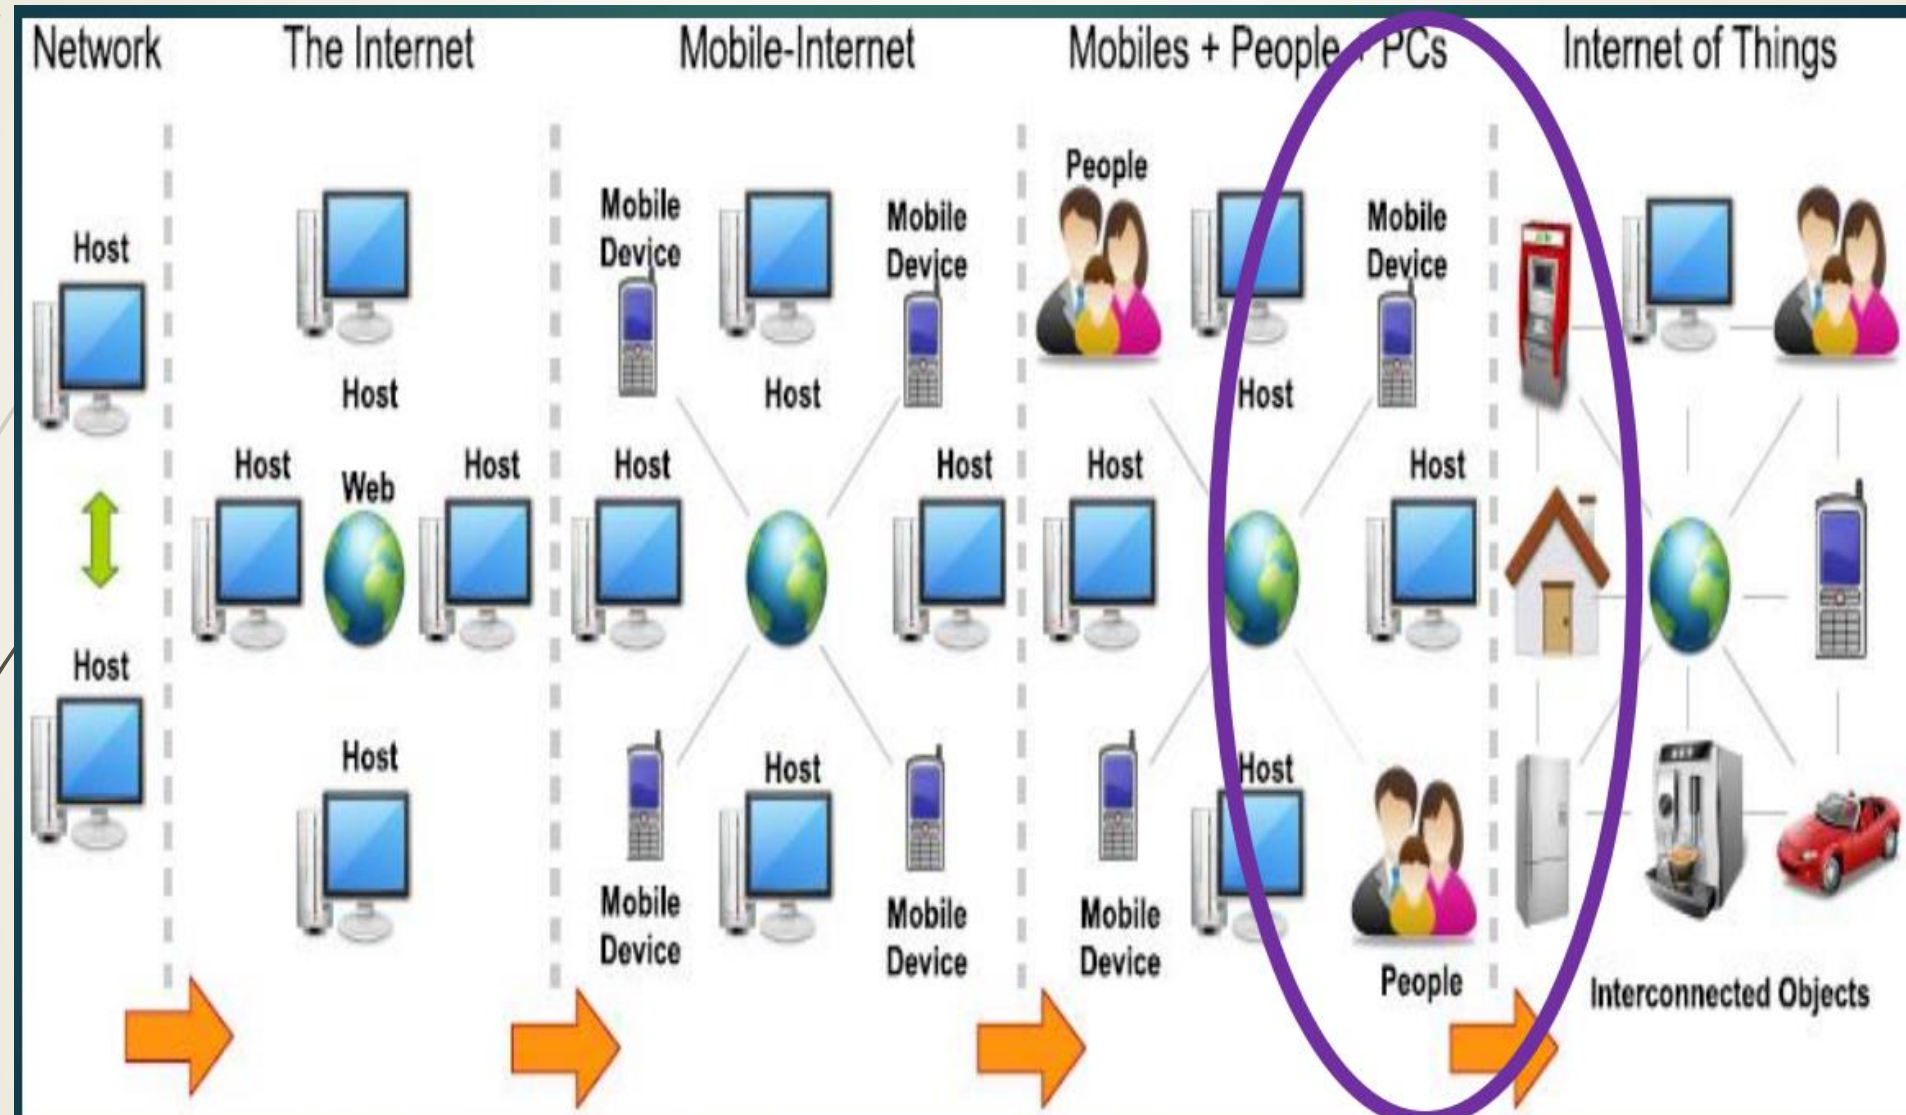 Network
The Internet
Mobile-Internet
Mobiles + People + PCs
Internet of Things
Host
Host
Host
Host
Web
Host
Host
Mobile
Device
Host
Mobile
Device
Host
Host
Mobile
Device
Host
Mobile
Device
People
Host
Mobile
Device
Host
Host
Mobile
Device
Host
People
Interconnected Objects